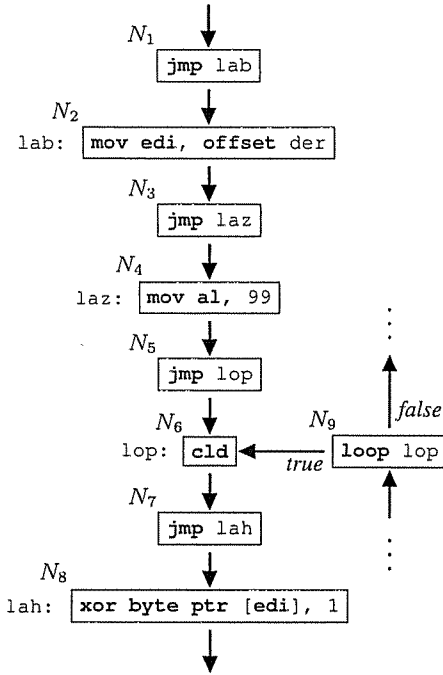 N1
jmp lab
N2
lab: mov edi, offset der
N3
jmp laz
N4
laz: mov al, 99
N5
jmp lop
false
N6
N9
lop: cld
true
loop lop
N7
jmp lah
N8
lah: xor byte ptr [edi], 1